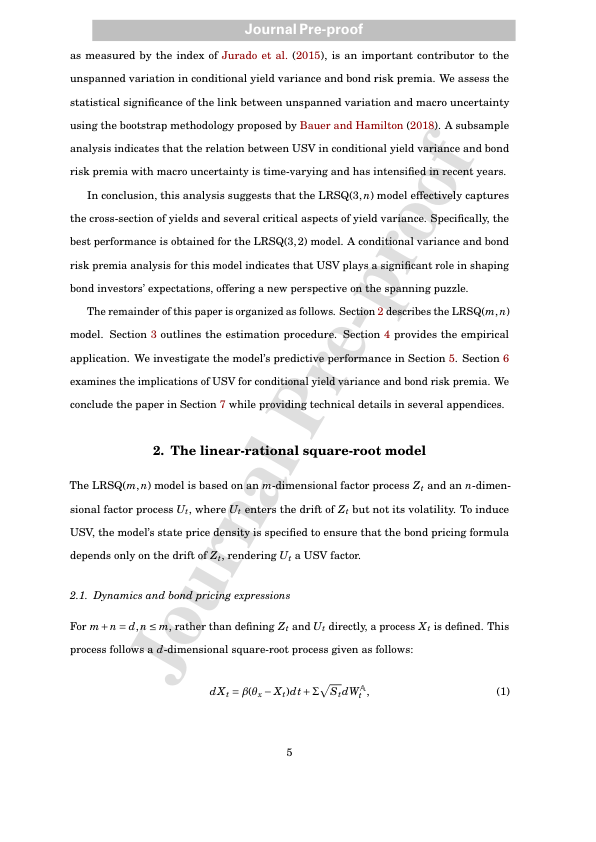 Journal Pre-proof
as measured by the index of Jurado et al. (2015), is an important contributor to the
unspanned variation in conditional yield variance and bond risk premia. We assess the
statistical significance of the link between unspanned variation and macro uncertainty
using the bootstrap methodology proposed by Bauer and Hamilton (2018). A subsample
analysis indicates that the relation between USV in conditional yield variance and bond
risk premia with macro uncertainty is time-varying and has intensified in recent years.
In conclusion, this analysis suggests that the LRSQ(3,n) model effectively captures
the cross-section of yields and several critical aspects of yield variance. Specifically, the
best performance is obtained for the LRSQ(3,2) model. A conditional variance and bond
risk premia analysis for this model indicates that USV plays a significant role in shaping
bond investors' expectations, offering a new perspective on the spanning puzzle.
The remainder of this paper is organized as follows. Section 2 describes the LRSQ(m,n)
model. Section 3 outlines the estimation procedure. Section 4 provides the empirical
application. We investigate the model's predictive performance in Section 5. Section 6
examines the implications of USV for conditional yield variance and bond risk premia. We
conclude the paper in Section 7 while providing technical details in several appendices.
2. The linear-rational square-root model
The LRSQ(m,n) model is based on an m-dimensional factor process Z_t and an n-dimen-
sional factor process U_t, where U_t enters the drift of Z_t but not its volatility. To induce
USV, the model's state price density is specified to ensure that the bond pricing formula
depends only on the drift of Z_t, rendering U_t a USV factor.
2.1. Dynamics and bond pricing expressions
For m + n = d, n ≤ m, rather than defining Z_t and U_t directly, a process X_t is defined. This
process follows a d-dimensional square-root process given as follows:
dX_t = β(θ_x − X_t)dt + Σ√S_t dW_t^𝔸, (1)
5
Journal Pre-proof